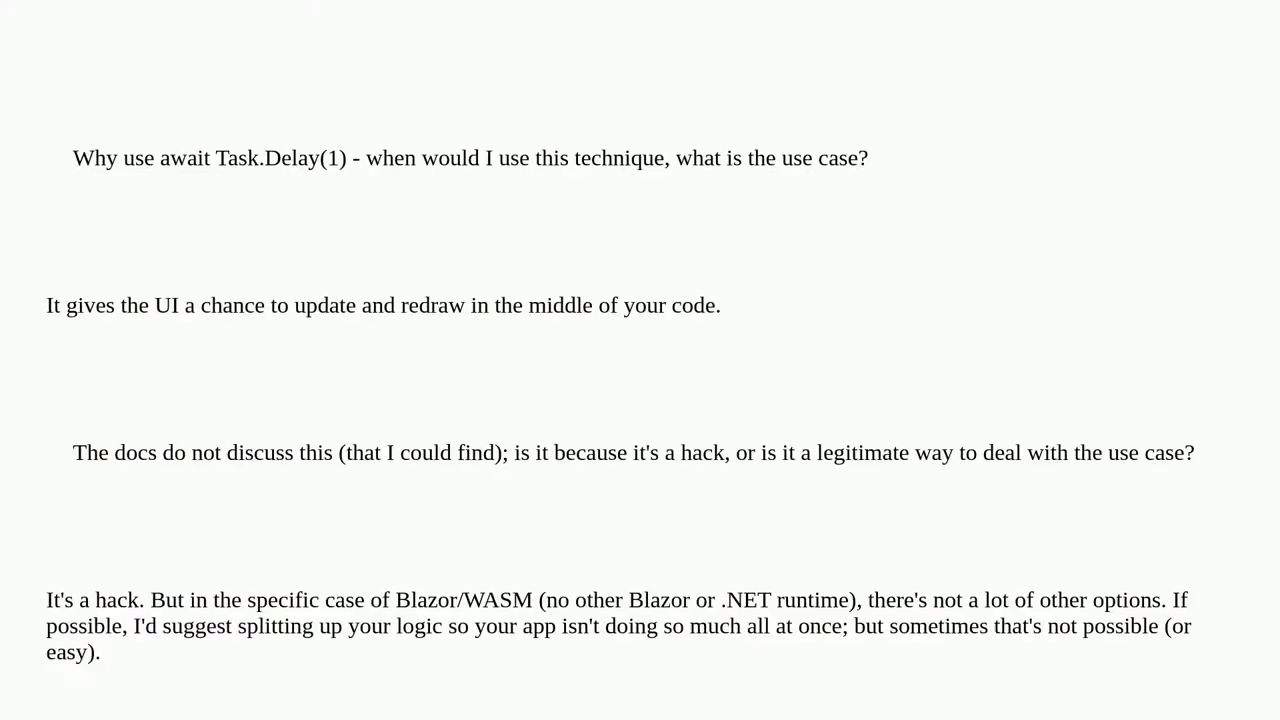 Why use await Task.Delay(1) - when would I use this technique, what is the use case?
It gives the UI a chance to update and redraw in the middle of your code.
The docs do not discuss this (that I could find); is it because it's a hack, or is it a legitimate way to deal with the use case?
It's a hack. But in the specific case of Blazor/WASM (no other Blazor or .NET runtime), there's not a lot of other options. If
possible, I'd suggest splitting up your logic so your app isn't doing so much all at once; but sometimes that's not possible (or
easy).